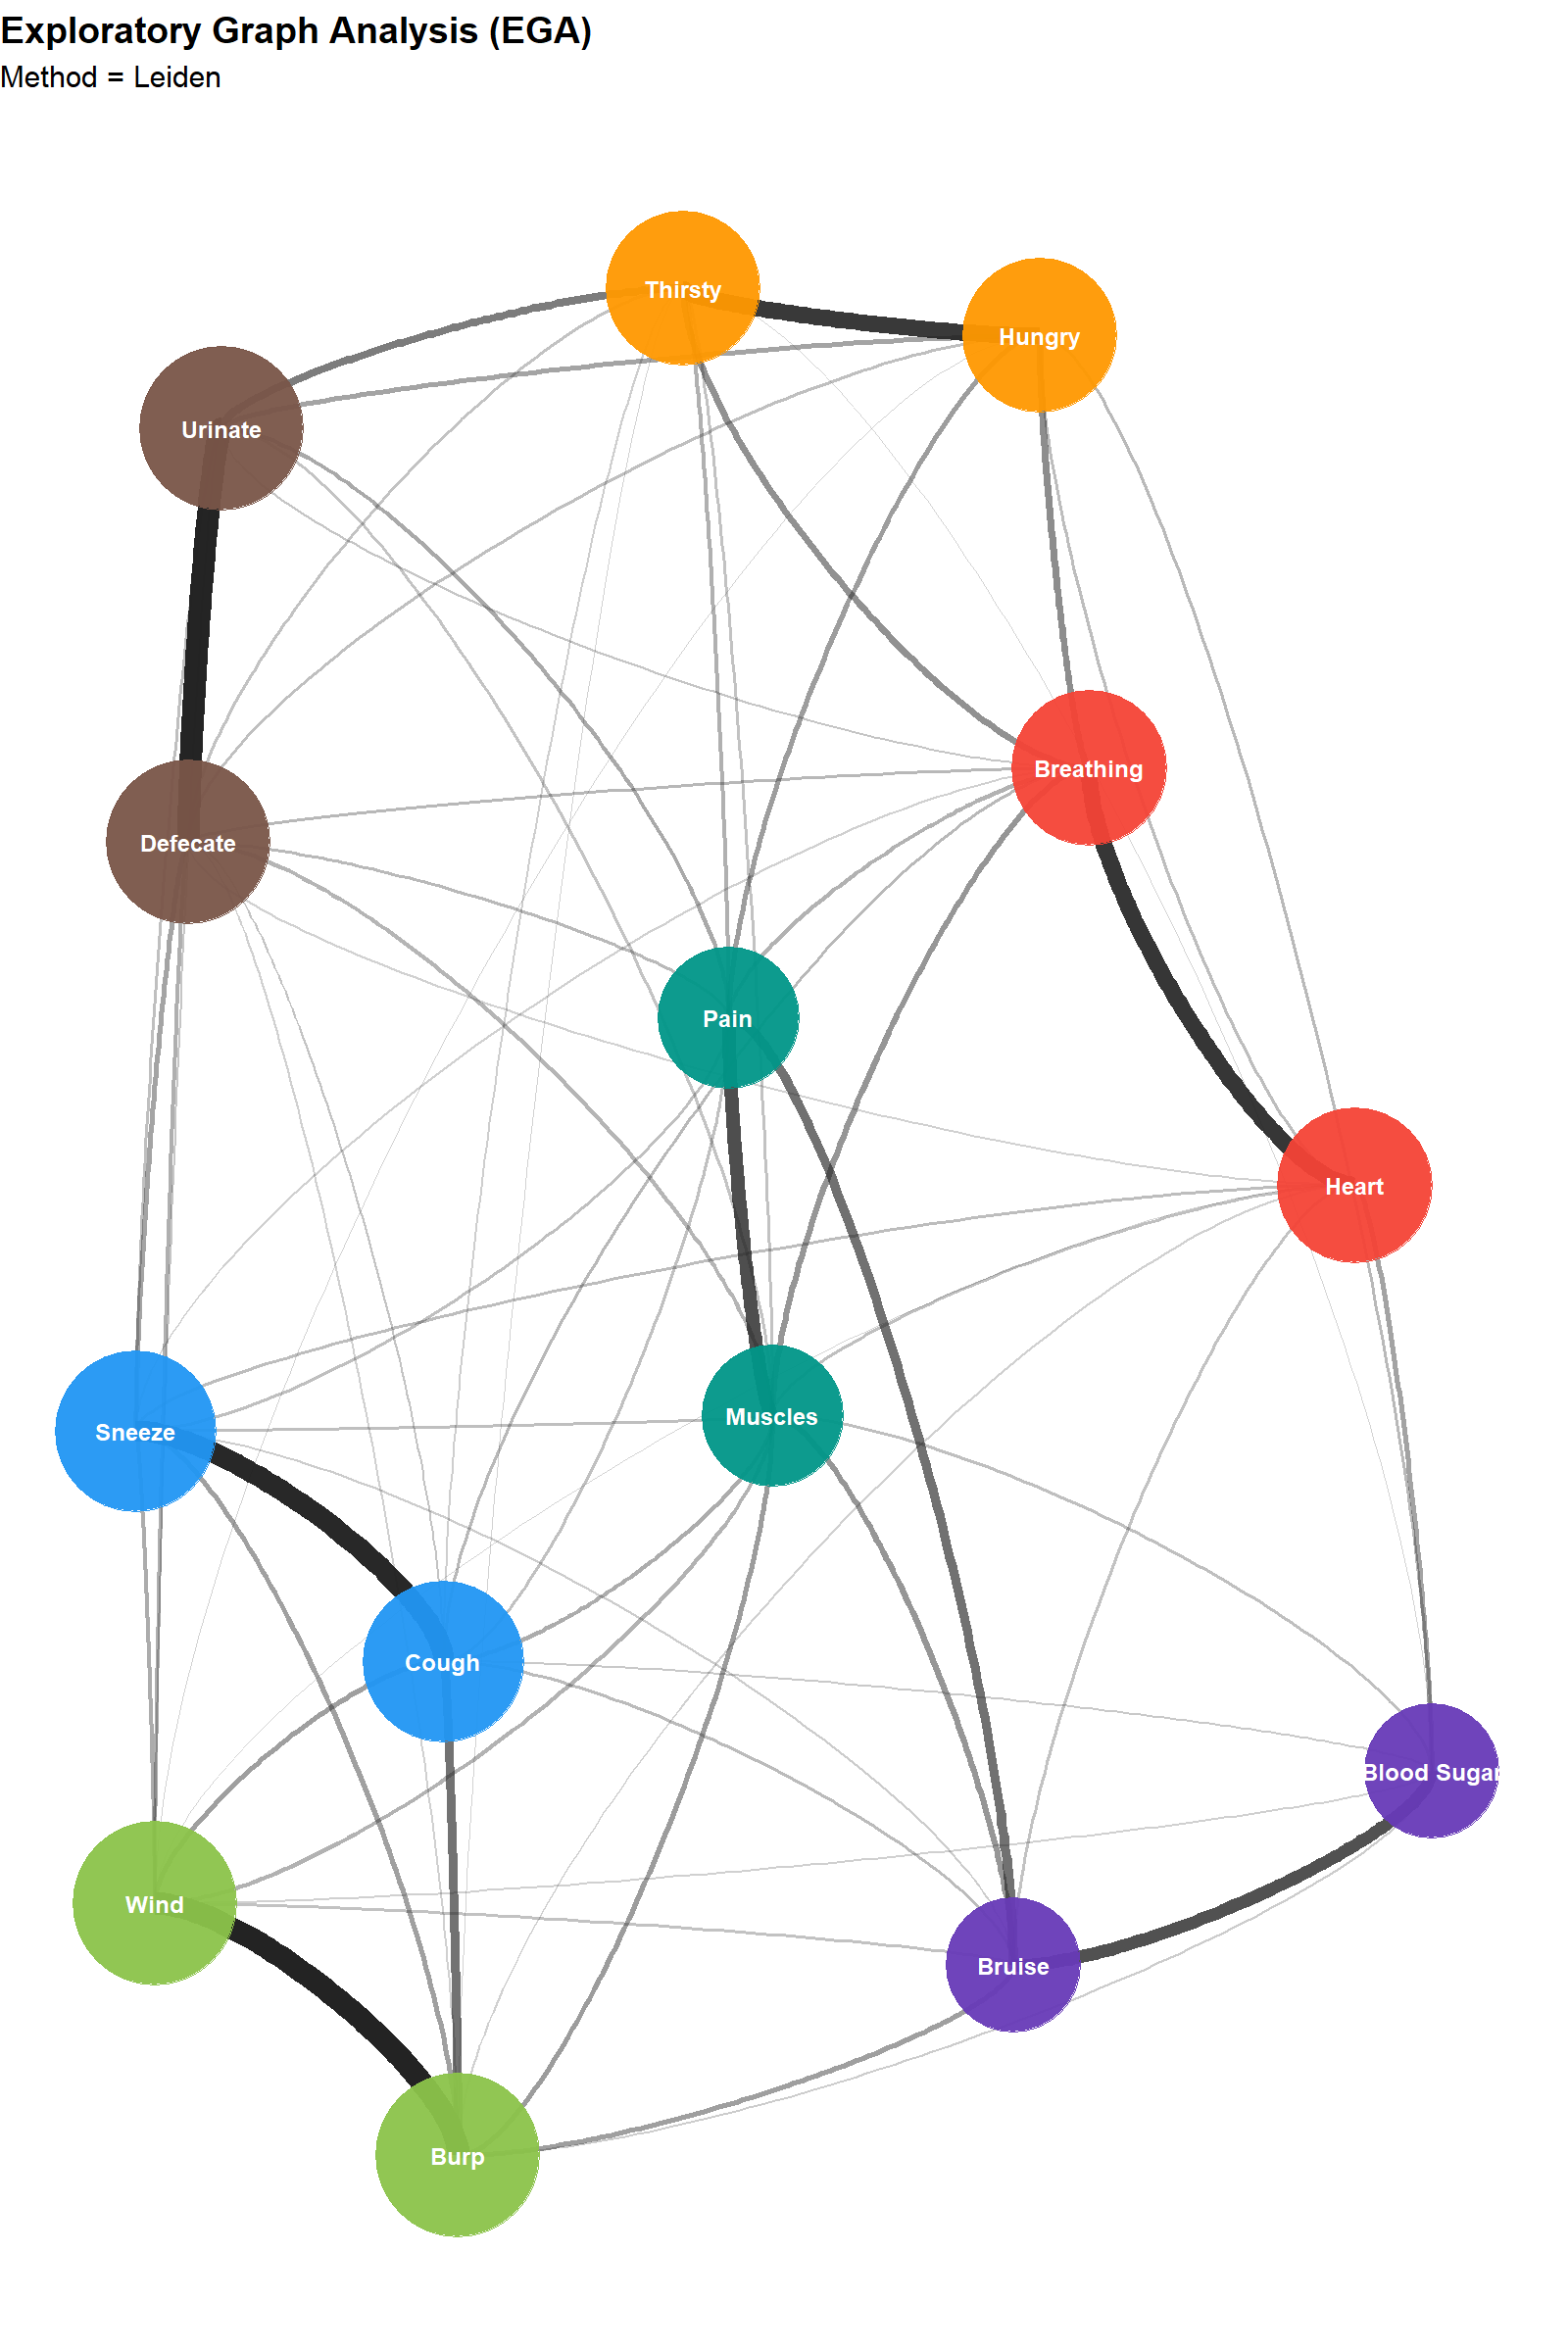 Exploratory Graph Analysis (EGA)
Method = Leiden
Thirsty
Hungry
Urinate
Breathing
Defecate
Pain
Heart
Muscles
Sneeze
Cough
Blood Sugar
Wind
Bruise
Burp